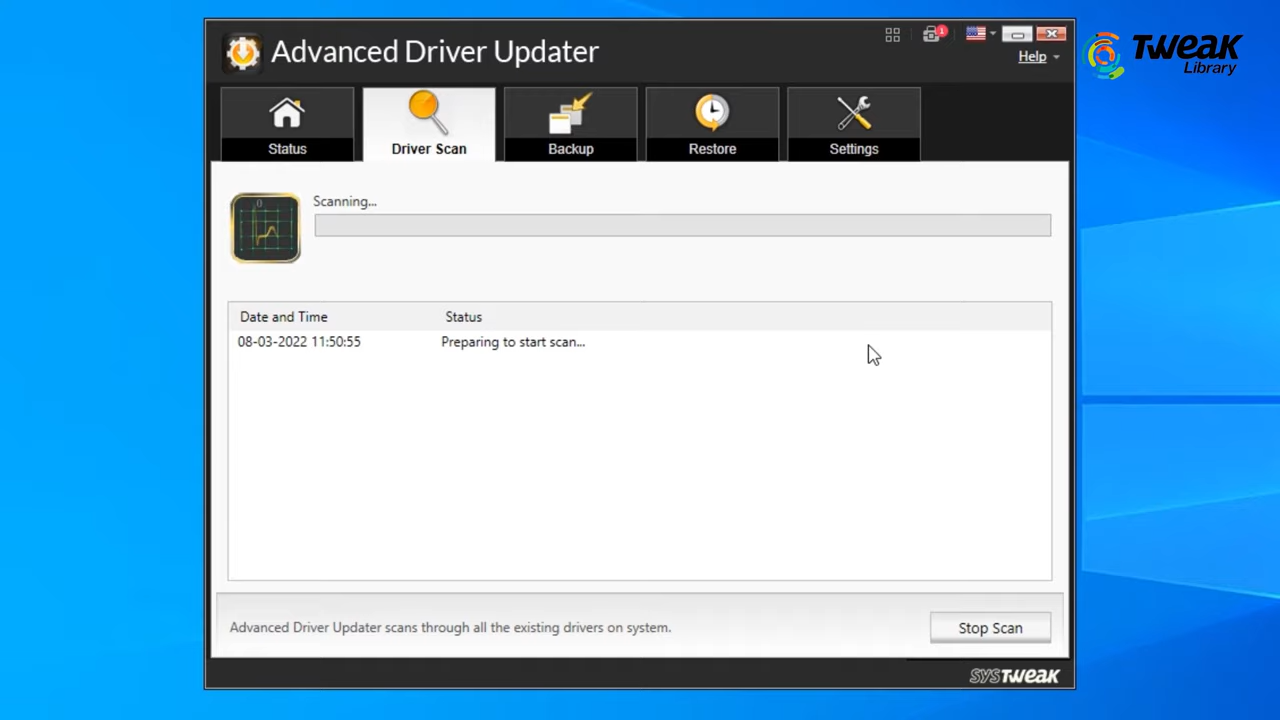 Advanced Driver Updater
1
Help
TWEAK
Library
Status
Driver Scan
Backup
Restore
Settings
0
Scanning...
Date and Time
Status
08-03-2022 11:50:55
Preparing to start scan...
Advanced Driver Updater scans through all the existing drivers on system.
Stop Scan
SYSTWEAK